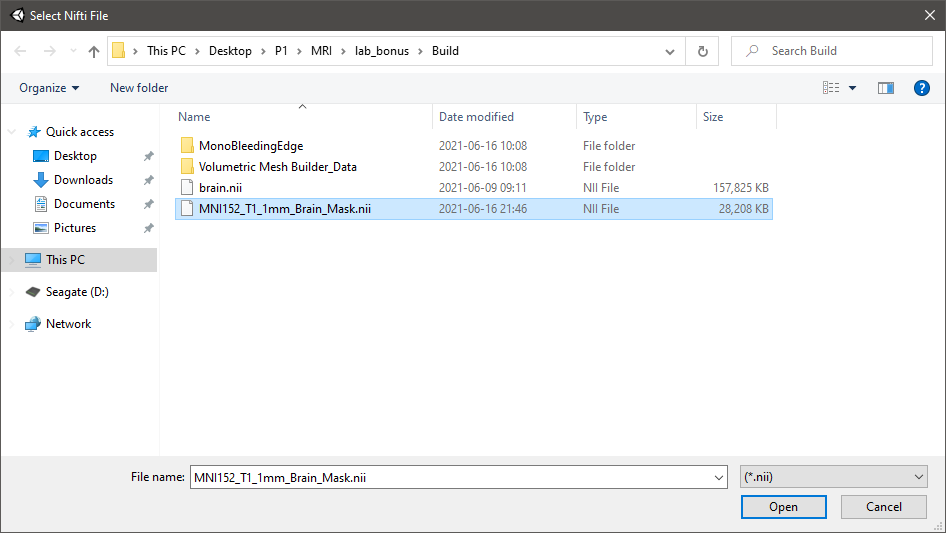 Select Nifti File
This PC > Desktop > P1 > MRI > lab_bonus > Build
Search Build
Organize
New folder
Name Date modified Type Size
Quick access
Desktop
Downloads
Documents
Pictures
This PC
Seagate (D:)
Network
MonoBleedingEdge 2021-06-16 10:08 File folder
Volumetric Mesh Builder_Data 2021-06-16 10:08 File folder
brain.nii 2021-06-09 09:11 NII File 157,825 KB
MNI152_T1_1mm_Brain_Mask.nii 2021-06-16 21:46 NII File 28,208 KB
File name: MNI152_T1_1mm_Brain_Mask.nii (*.nii)
Open Cancel